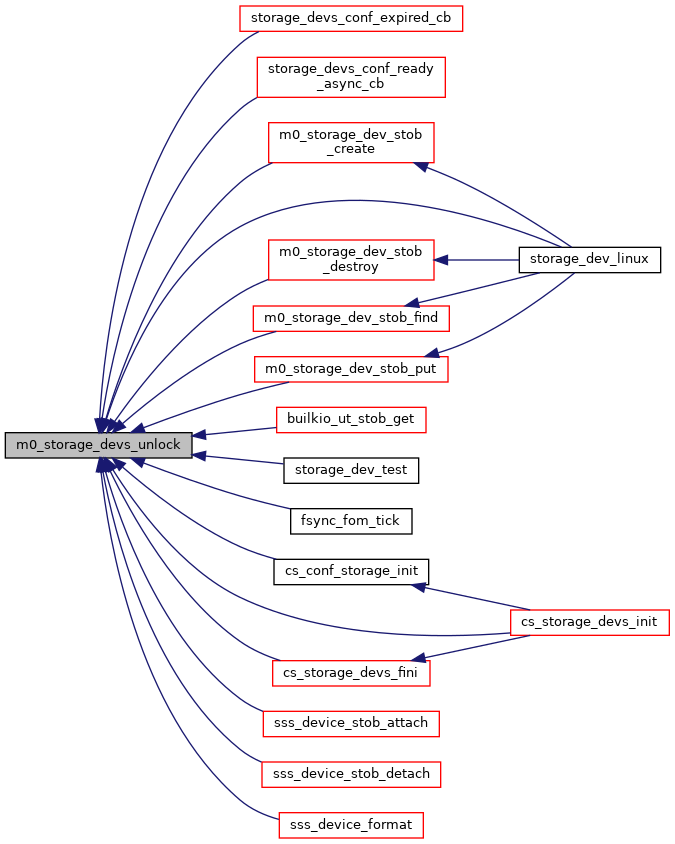 storage_devs_conf_expired_cb
storage_devs_conf_ready
_async_cb
m0_storage_dev_stob
_create
storage_dev_linux
m0_storage_dev_stob
_destroy
m0_storage_dev_stob_find
m0_storage_dev_stob_put
builkio_ut_stob_get
m0_storage_devs_unlock
storage_dev_test
fsync_fom_tick
cs_conf_storage_init
cs_storage_devs_init
cs_storage_devs_fini
sss_device_stob_attach
sss_device_stob_detach
sss_device_format